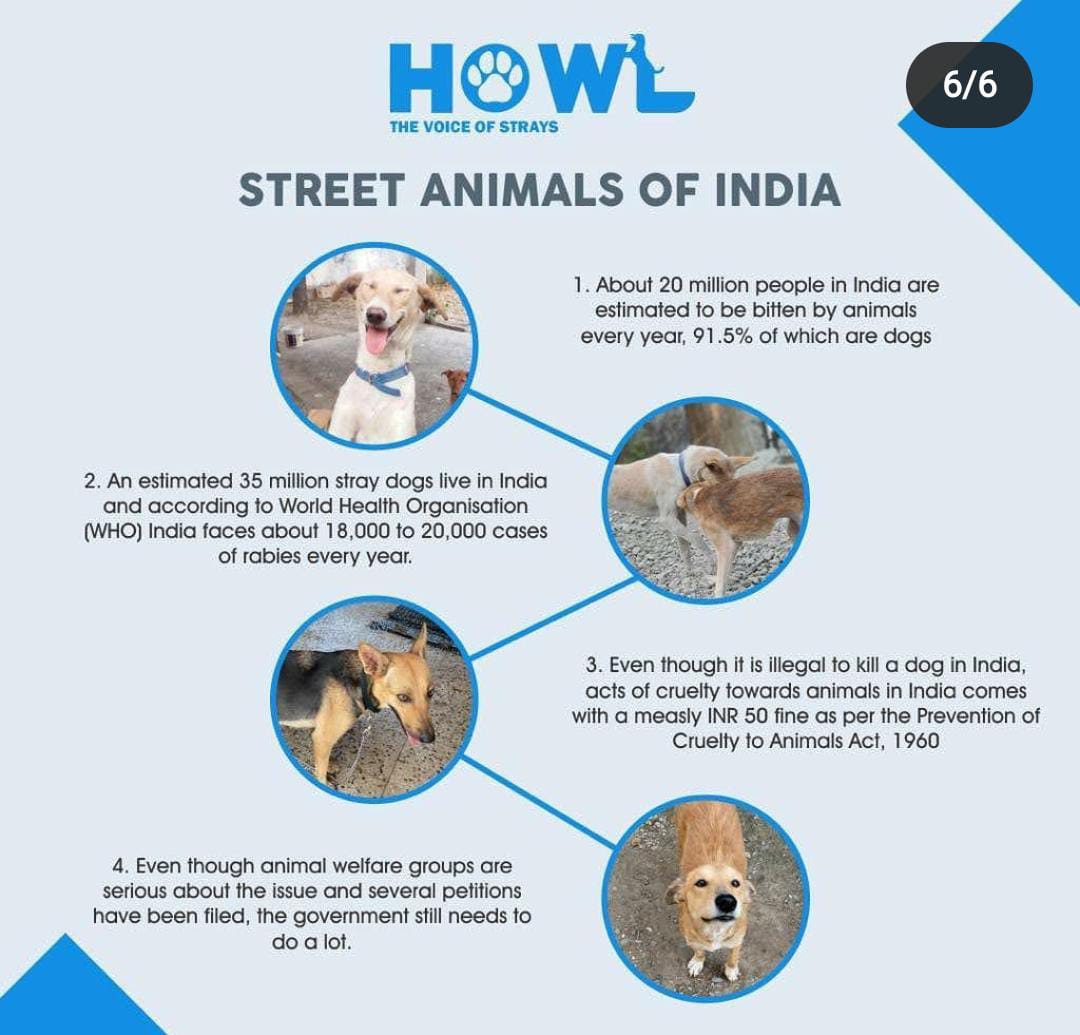 HOWL
THE VOICE OF STRAYS
6/6
STREET ANIMALS OF INDIA
1. About 20 million people in India are
estimated to be bitten by animals
every year, 91.5% of which are dogs
2. An estimated 35 million stray dogs live in India
and according to World Health Organisation
(WHO) India faces about 18,000 to 20,000 cases
of rabies every year.
3. Even though it is illegal to kill a dog in India,
acts of cruelty towards animals in India comes
with a measly INR 50 fine as per the Prevention of
Cruelty to Animals Act, 1960
4. Even though animal welfare groups are
serious about the issue and several petitions
have been filed, the government still needs to
do a lot.